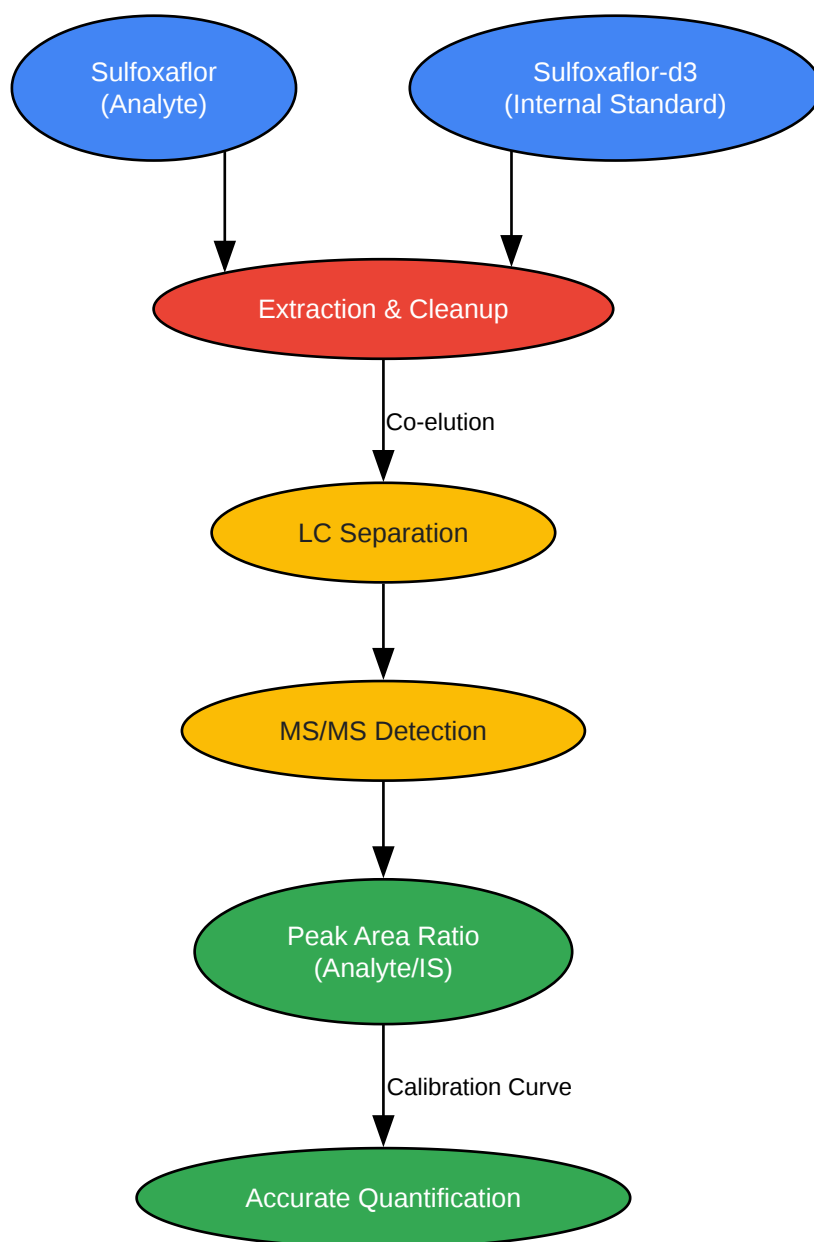 Sulfoxaflor
(Analyte)
Sulfoxaflor-d3
(Internal Standard)
Extraction & Cleanup
Co-elution
LC Separation
MS/MS Detection
Peak Area Ratio
(Analyte/IS)
Calibration Curve
Accurate Quantification